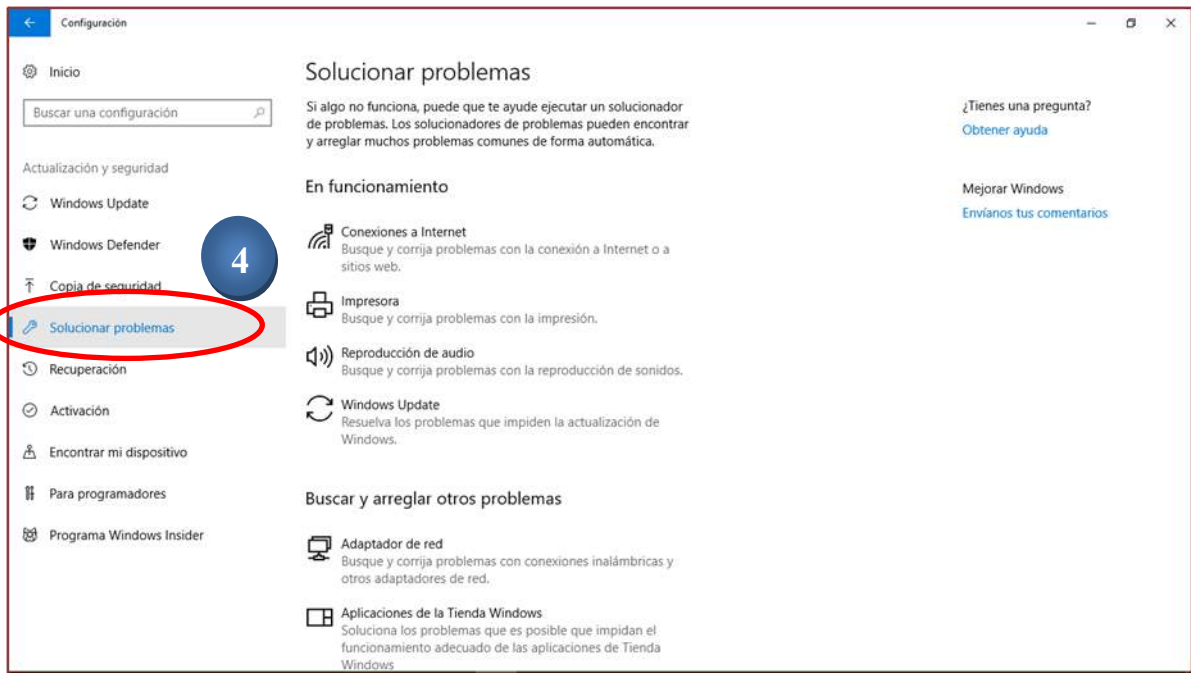 Configuración
Inicio
Buscar una configuración
Actualización y seguridad
Windows Update
Windows Defender
4
Copia de seguridad
Solucionar problemas
Recuperación
Activación
Encontrar mi dispositivo
Para programadores
Programa Windows Insider
Solucionar problemas
Si algo no funciona, puede que te ayude ejecutar un solucionador
de problemas. Los solucionadores de problemas pueden encontrar
y arreglar muchos problemas comunes de forma automática.
En funcionamiento
Conexiones a Internet
Busque y corrija problemas con la conexión a Internet o a
sitios web.
Impresora
Busque y corrija problemas con la impresión.
Reproducción de audio
Busque y corrija problemas con la reproducción de sonidos.
Windows Update
Resuelva los problemas que impiden la actualización de
Windows.
Buscar y arreglar otros problemas
Adaptador de red
Busque y corrija problemas con conexiones inalámbricas y
otros adaptadores de red.
Aplicaciones de la Tienda Windows
Soluciona los problemas que es posible que impidan el
funcionamiento adecuado de las aplicaciones de Tienda
Windows
¿Tienes una pregunta?
Obtener ayuda
Mejorar Windows
Envíanos tus comentarios